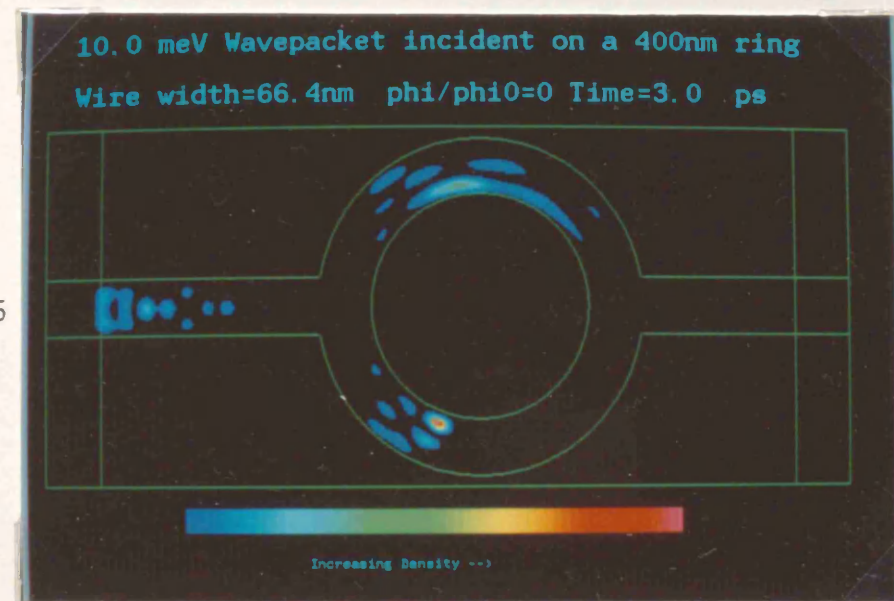 10.0 meV Wavepacket incident on a 400nm ring
Wire width=66.4nm phi/phi0=0 Time=3.0 ps
5
Increasing Density -->